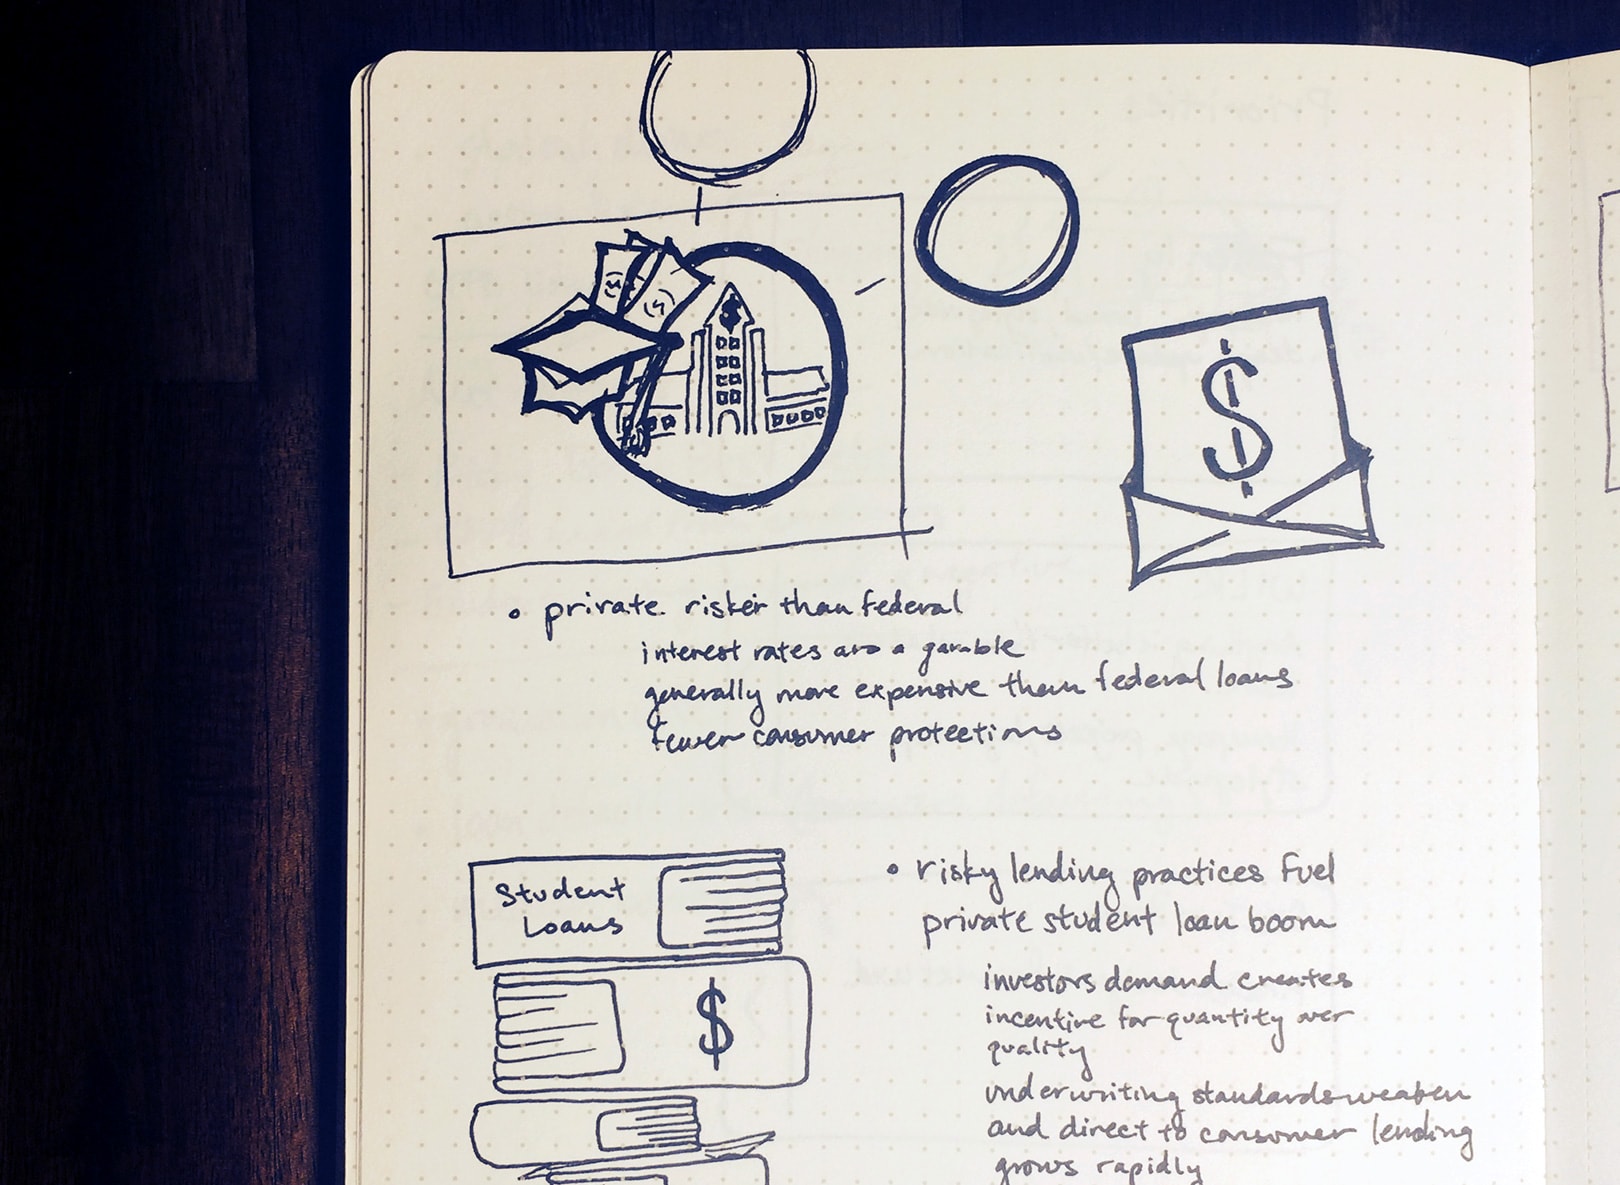 $
$
• private riskier than federal
interest rates are a gamble
generally more expensive than federal loans
fewer consumer protections
Student
Loans
$
• risky lending practices fuel
private student loan boom
investors demand creates
incentive for quantity over
quality
underwriting standards weaken
and direct to consumer lending
grows rapidly